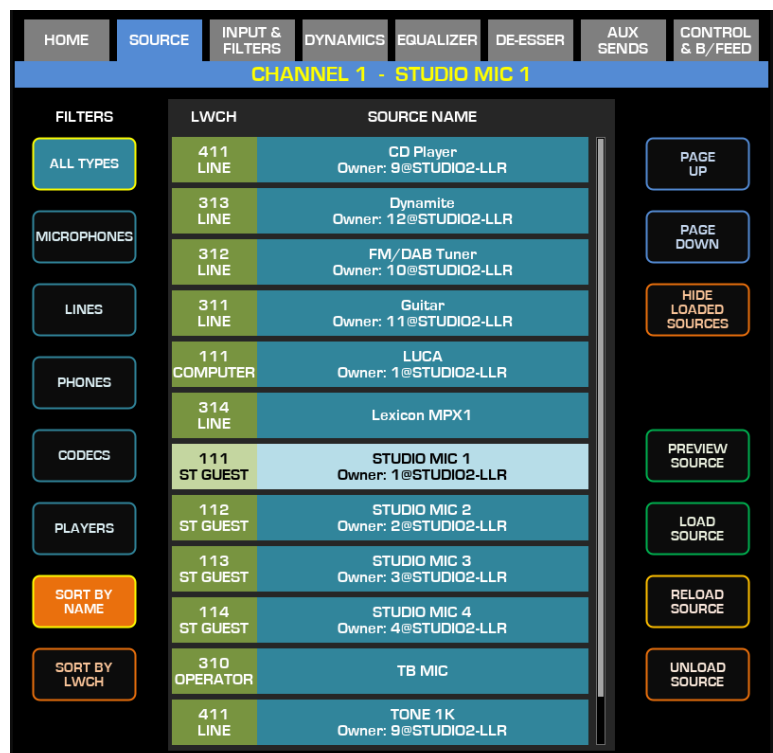 HOME
SOURCE
INPUT &
FILTERS
DYNAMICS
EQUALIZER
DE-ESSER
AUX
SENDS
CONTROL
& B/FEED
CHANNEL 1 - STUDIO MIC 1
FILTERS
ALL TYPES
MICROPHONES
LINES
PHONES
CODECS
PLAYERS
SORT BY
NAME
SORT BY
LWCH
LWCH
SOURCE NAME
411
LINE
CD Player
Owner: 9@STUDIO2-LLR
313
LINE
Dynamite
Owner: 12@STUDIO2-LLR
312
LINE
FM/DAB Tuner
Owner: 10@STUDIO2-LLR
311
LINE
Guitar
Owner: 11@STUDIO2-LLR
111
COMPUTER
LUCA
Owner: 1@STUDIO2-LLR
314
LINE
Lexicon MPX1
111
ST GUEST
STUDIO MIC 1
Owner: 1@STUDIO2-LLR
112
ST GUEST
STUDIO MIC 2
Owner: 2@STUDIO2-LLR
113
ST GUEST
STUDIO MIC 3
Owner: 3@STUDIO2-LLR
114
ST GUEST
STUDIO MIC 4
Owner: 4@STUDIO2-LLR
310
OPERATOR
TB MIC
411
LINE
TONE 1K
Owner: 9@STUDIO2-LLR
PAGE
UP
PAGE
DOWN
HIDE
LOADED
SOURCES
PREVIEW
SOURCE
LOAD
SOURCE
RELOAD
SOURCE
UNLOAD
SOURCE